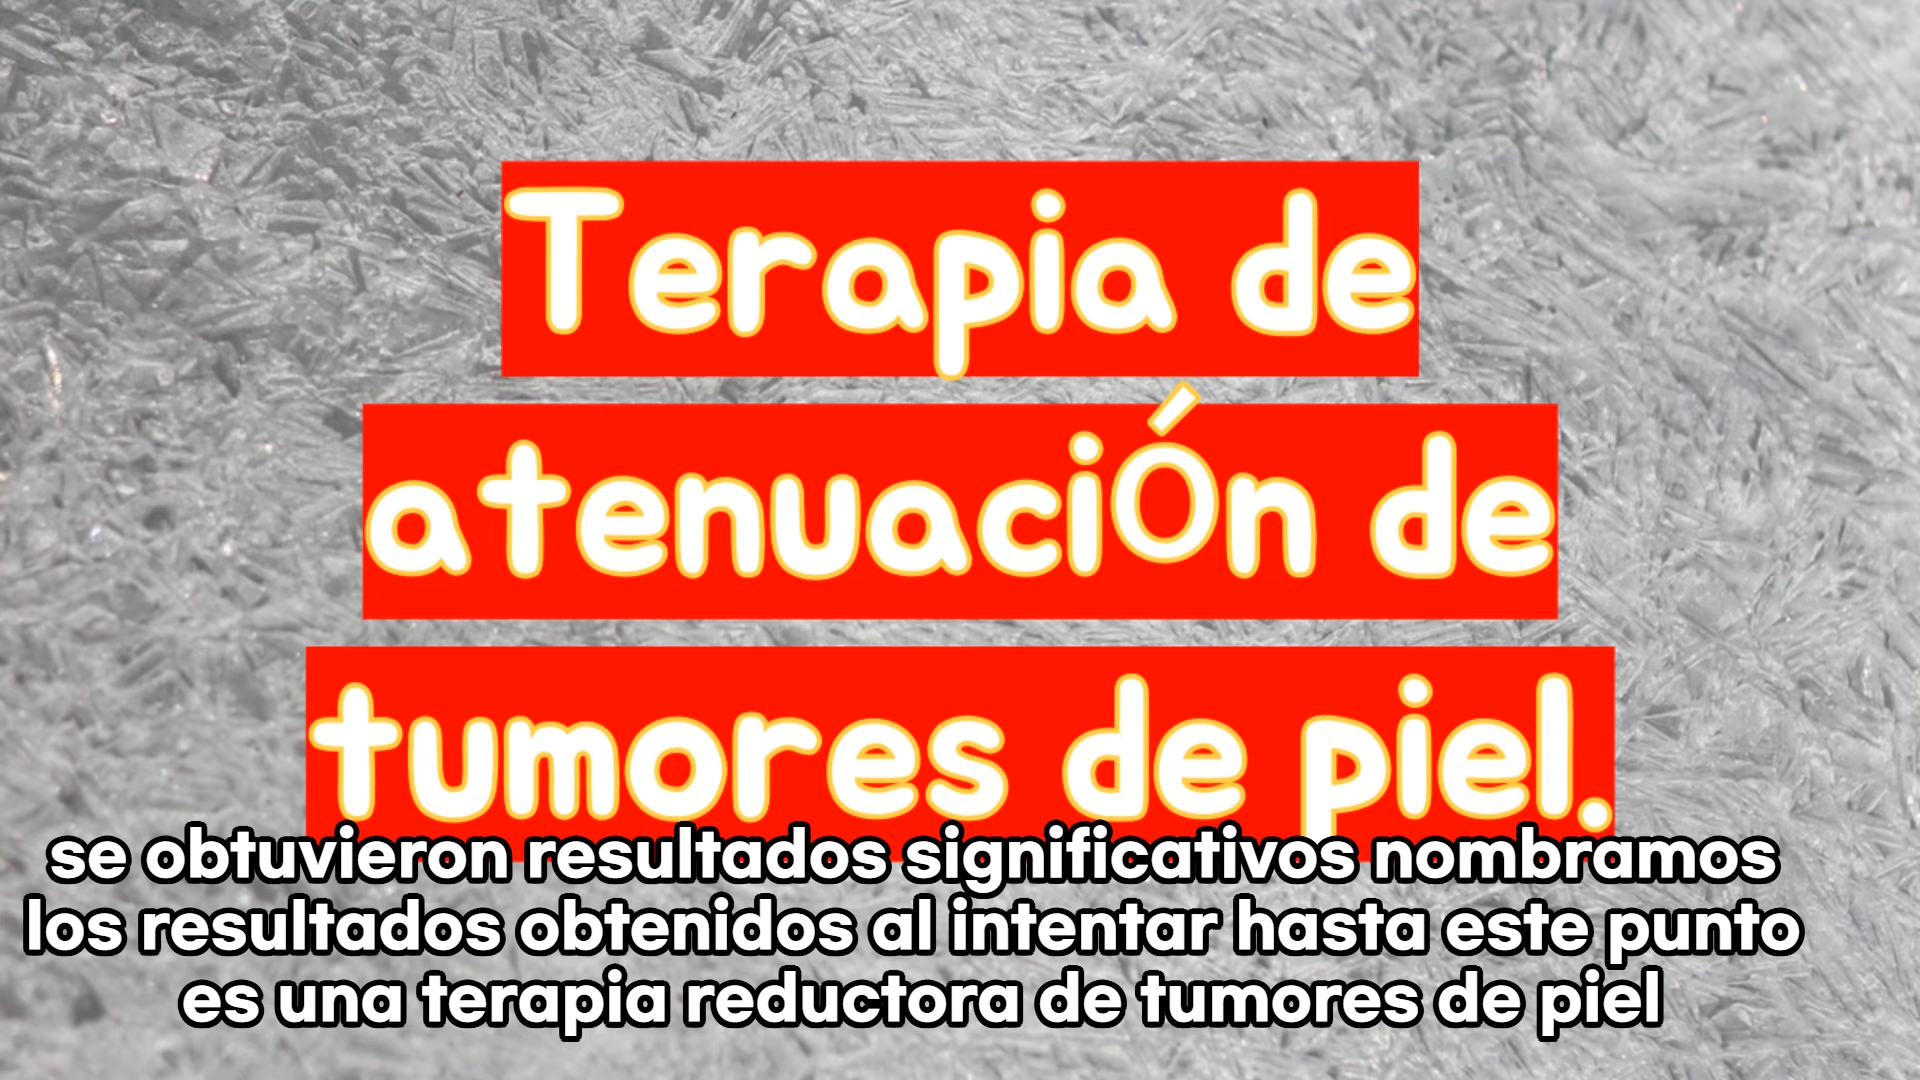 Terapia de
atenuaciÓn de
tumores de piel.
se obtuvieron resultados significativos nombramos
los resultados obtenidos al intentar hasta este punto
es una terapia reductora de tumores de piel